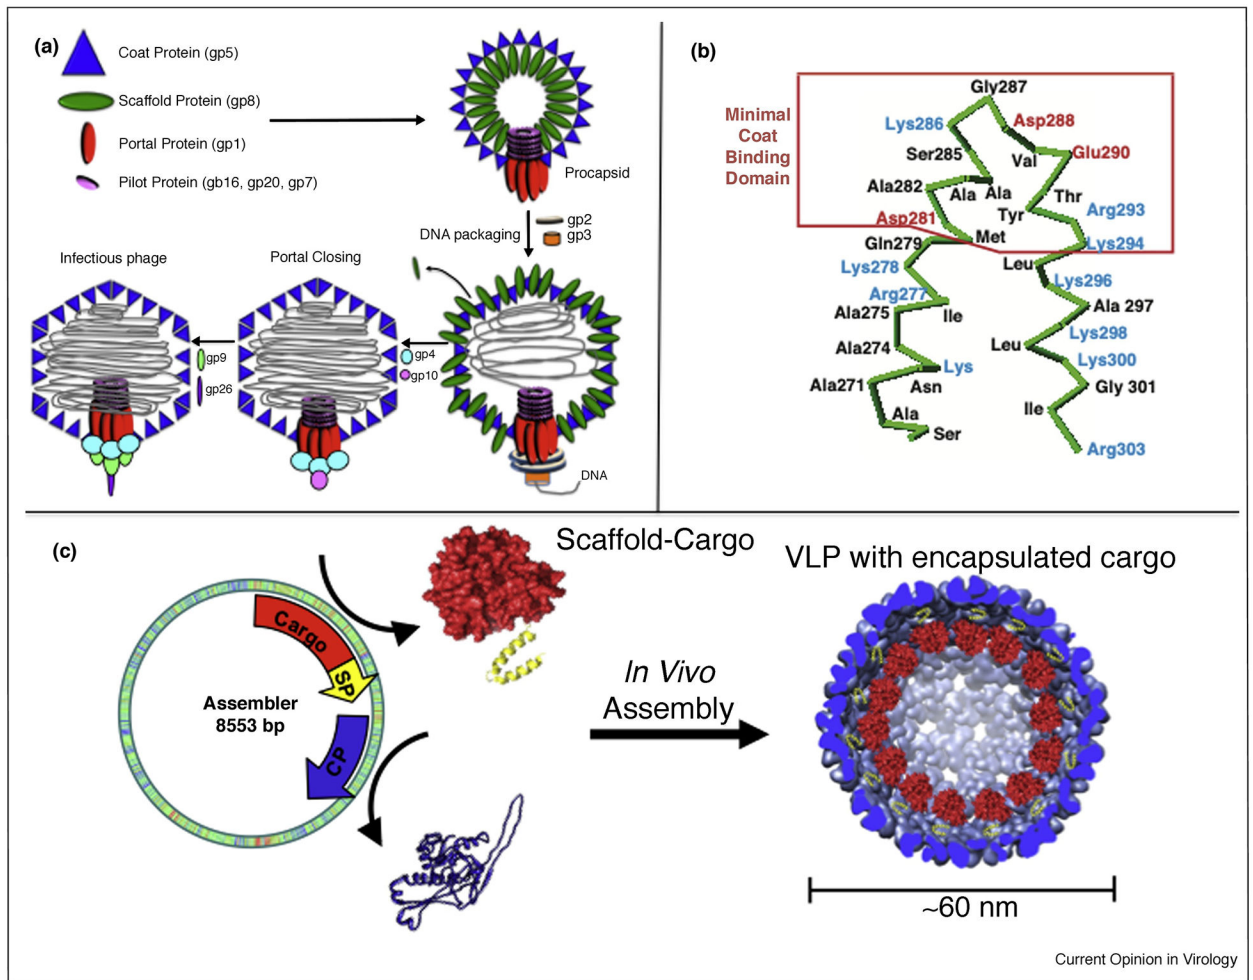 (a)
Coat Protein (gp5)
Scaffold Protein (gp8)
Portal Protein (gp1)
Pilot Protein (gb16, gp20, gp7)
Procapsid
DNA packaging
gp2
gp3
Infectious phage
Portal Closing
gp9
gp26
gp4
gp10
DNA
(b)
Minimal
Coat
Binding
Domain
Gly287
Lys286
Asp288
Ser285
Val
Glu290
Ala282
Ala
Ala
Thr
Asp281
Tyr
Arg293
Gln279
Met
Lys294
Lys278
Leu
Lys296
Arg277
Ala275
Ile
Ala 297
Ala274
Leu
Lys298
Lys
Lys300
Ala271
Asn
Gly 301
Ala
Ile
Ser
Arg303
(c)
Scaffold-Cargo
VLP with encapsulated cargo
Cargo
SP
CP
Assembler
8553 bp
In Vivo
Assembly
~60 nm
Current Opinion in Virology